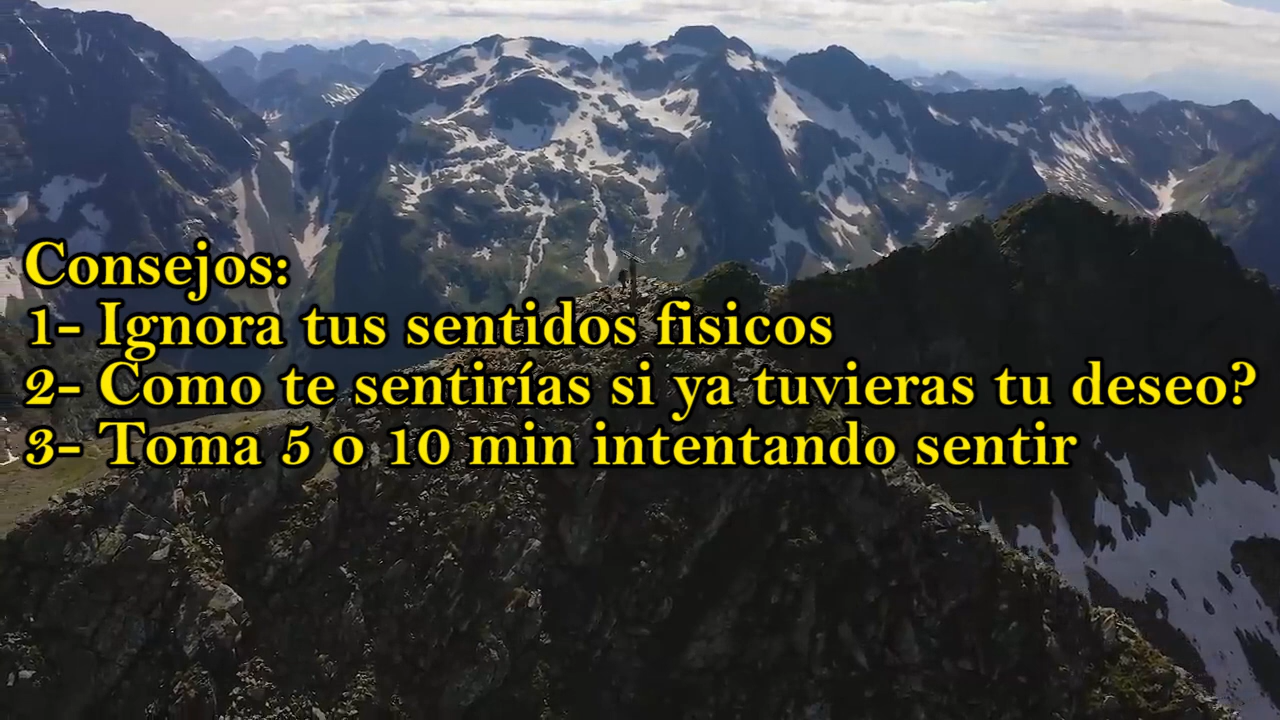 Consejos:
1- Ignora tus sentidos fisicos
2- Como te sentirías si ya tuvieras tu deseo?
3- Toma 5 o 10 min intentando sentir